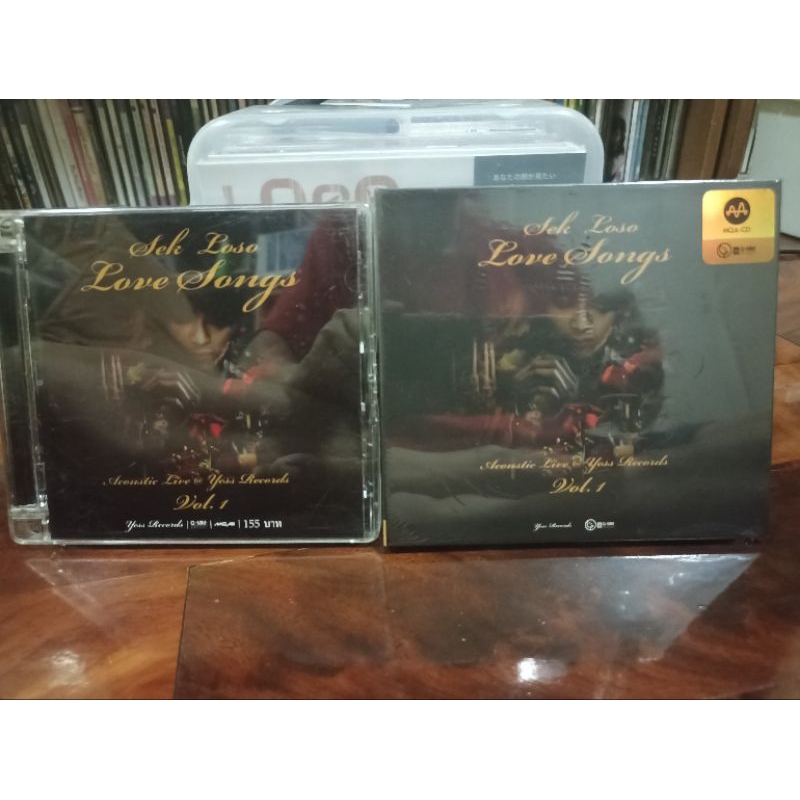 LOSO
あなたの顔が見たい
Sek Loso
Love Songs
Acoustic Live @ Yoss Records
Vol. 1
Yoss Records
155 บาท
Sek Loso
Love Songs
Acoustic Live @ Yoss Records
Vol. 1
Yoss Records
MQA-CD